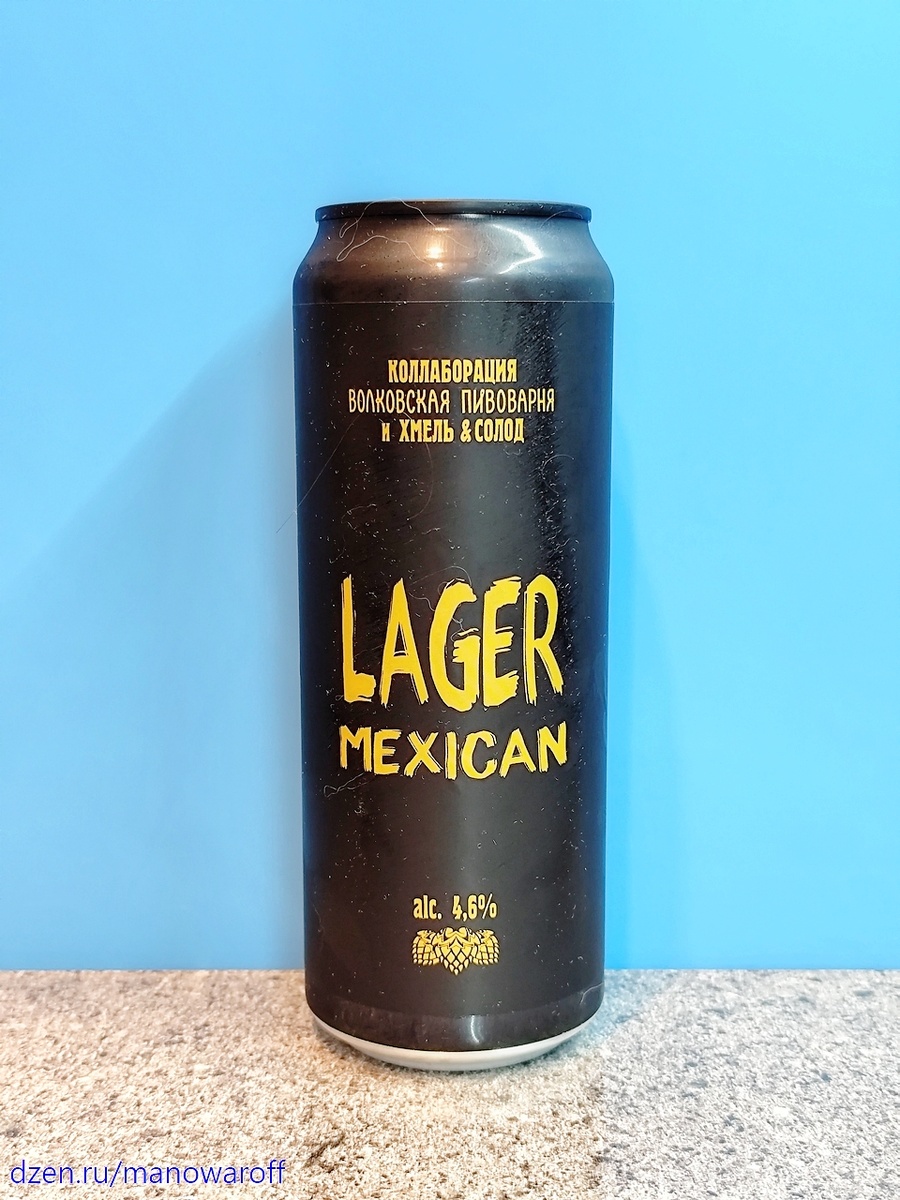 КОЛЛАБОРАЦИЯ
ВОЛКОВСКАЯ ПИВОВАРНЯ
и ХМЕЛЬ & СОЛОД
LAGER
MEXICAN
alc. 4,6%
dzen.ru/manowaroff